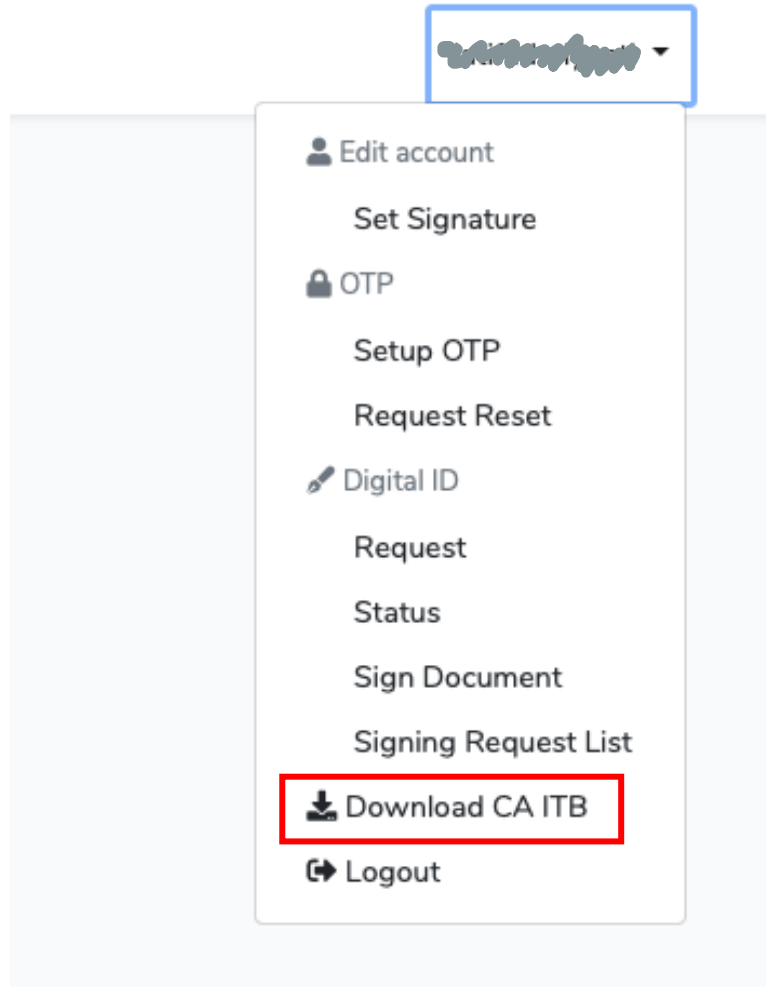 Edit account
Set Signature
OTP
Setup OTP
Request Reset
Digital ID
Request
Status
Sign Document
Signing Request List
Download CA ITB
Logout